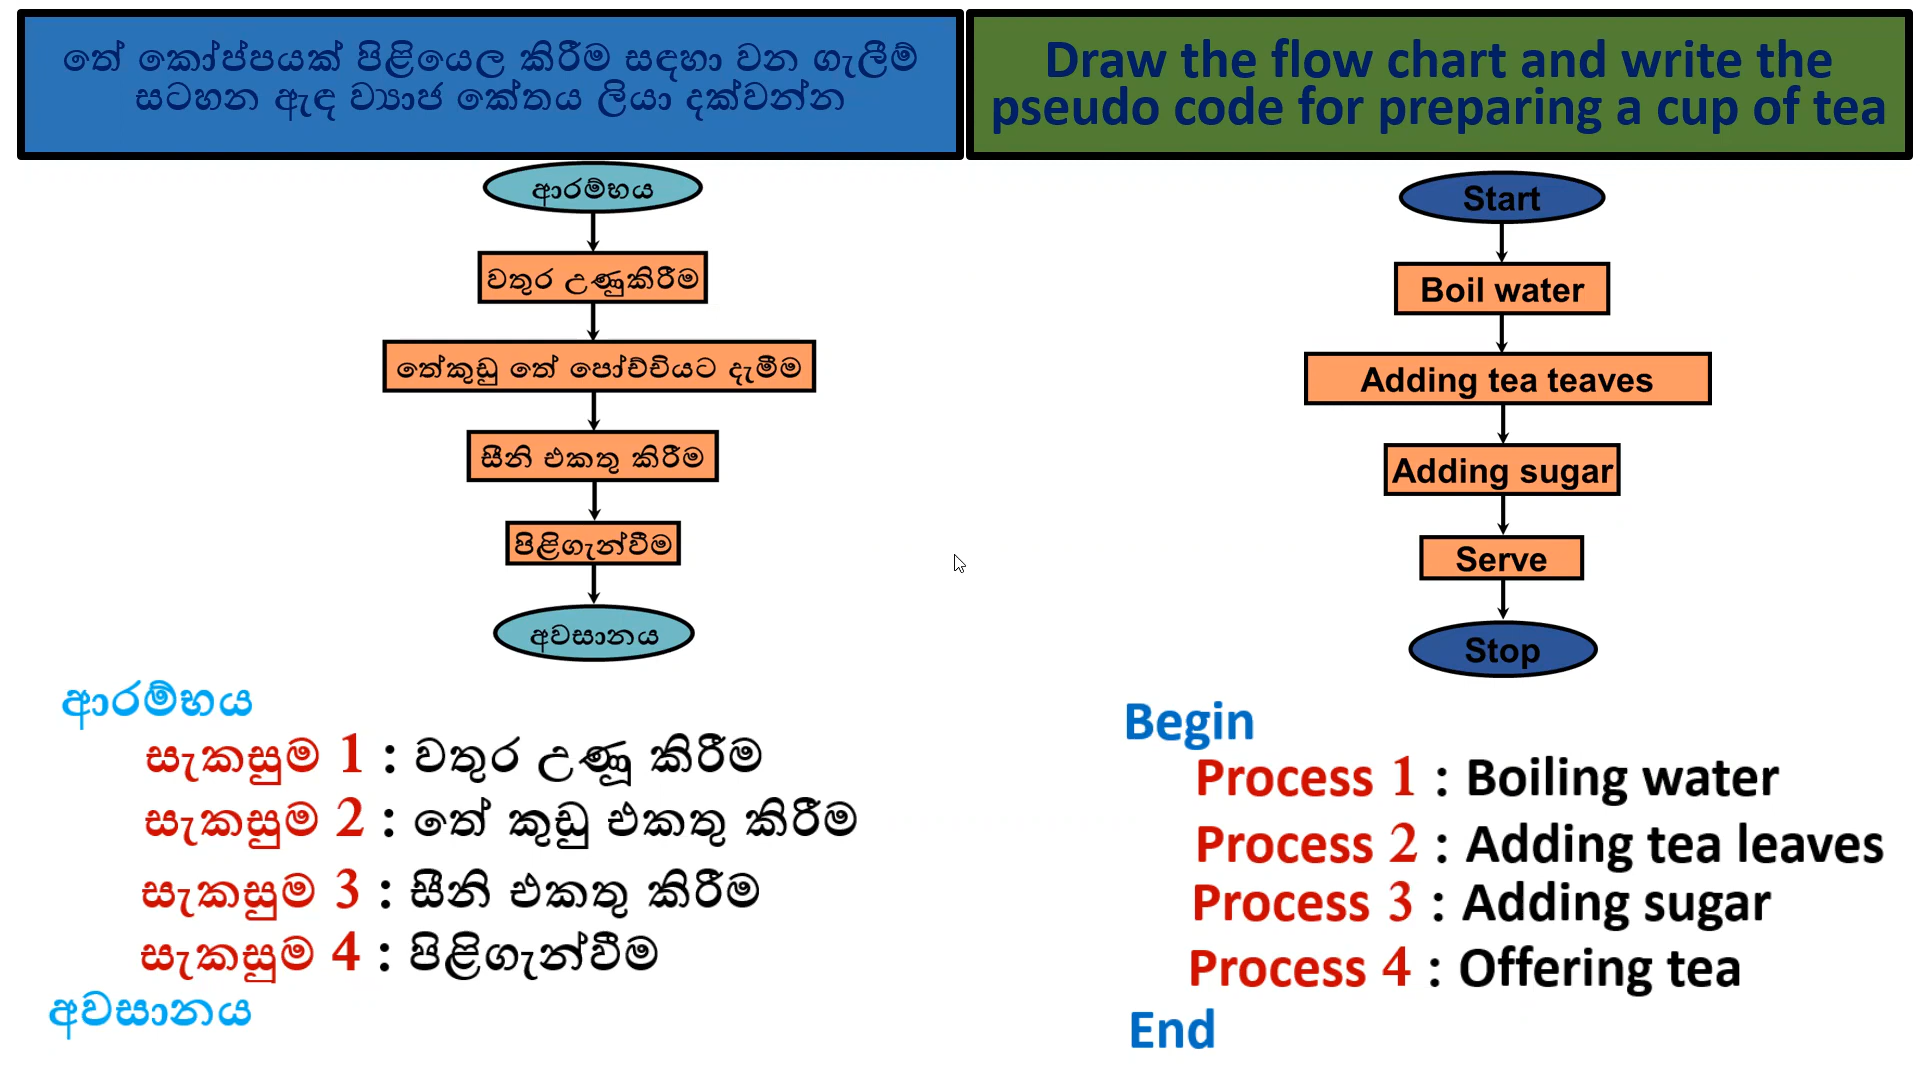 තේ කෝප්පයක් පිළියෙල කිරීම සඳහා වන ගැලීම්
සටහන ඇඳ ව්‍යාජ කේතය ලියා දක්වන්න
Draw the flow chart and write the
pseudo code for preparing a cup of tea
ආරම්භය
වතුර උණුකිරීම
තේකුඩු තේ පෝච්චියට දැමීම
සීනි එකතු කිරීම
පිළිගැන්වීම
අවසානය
Start
Boil water
Adding tea teaves
Adding sugar
Serve
Stop
ආරම්භය
සැකසුම 1 : වතුර උණූ කිරීම
සැකසුම 2 : තේ කුඩු එකතු කිරීම
සැකසුම 3 : සීනි එකතු කිරීම
සැකසුම 4 : පිළිගැන්වීම
අවසානය
Begin
Process 1 : Boiling water
Process 2 : Adding tea leaves
Process 3 : Adding sugar
Process 4 : Offering tea
End